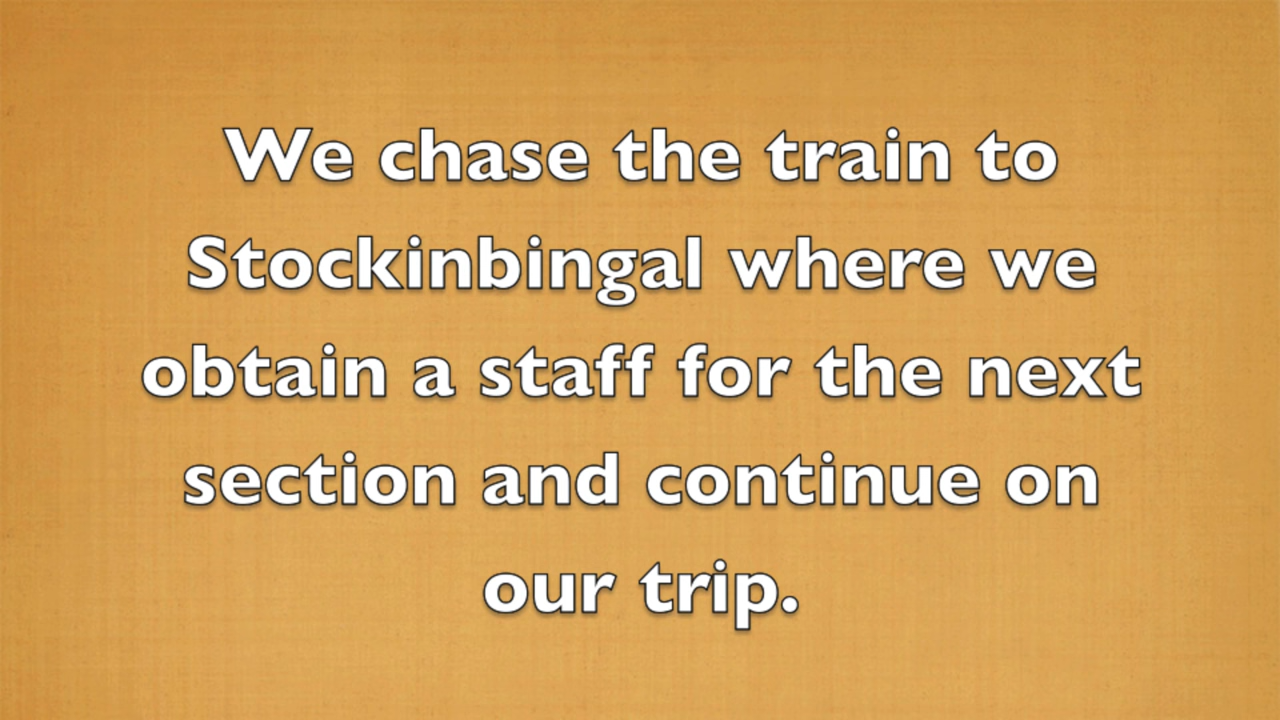 We chase the train to
Stockinbingal where we
obtain a staff for the next
section and continue on
our trip.